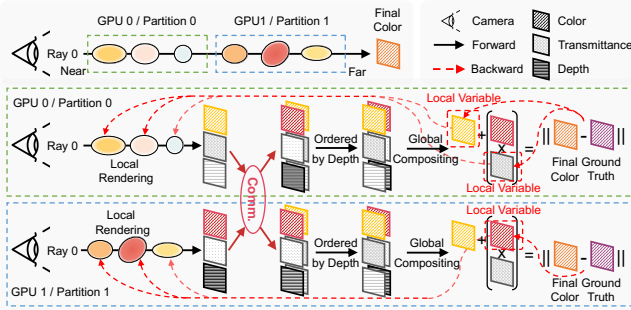 GPU 0 / Partition 0
GPU1 / Partition 1
Final
Color
Ray 0
Near
Far
Camera
Color
Forward
Transmittance
Backward
Depth
GPU 0 / Partition 0
Local Variable
Ray 0
Local
Rendering
Comm.
Ordered
by Depth
Global
Compositing
+
X
=
||
-
||
Final
Color
Ground
Truth
Local Variable
Local
Rendering
Local Variable
Ray 0
Ordered
by Depth
Global
Compositing
+
X
=
||
-
||
Final
Color
Ground
Truth
GPU 1 / Partition 1